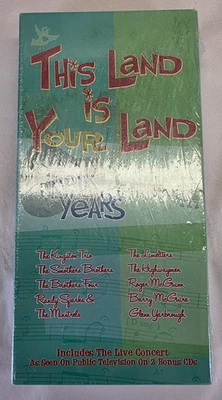 This Land
is
Your Land
Years
The Kingston Trio
The Smothers Brothers
The Brothers Four
Randy Sparks &
The Minstrels
The Limeliters
The Highwaymen
Roger McGuinn
Barry McGuire
Glenn Yarbrough
Includes The Live Concert
As Seen On Public Television On 2 Bonus CDs